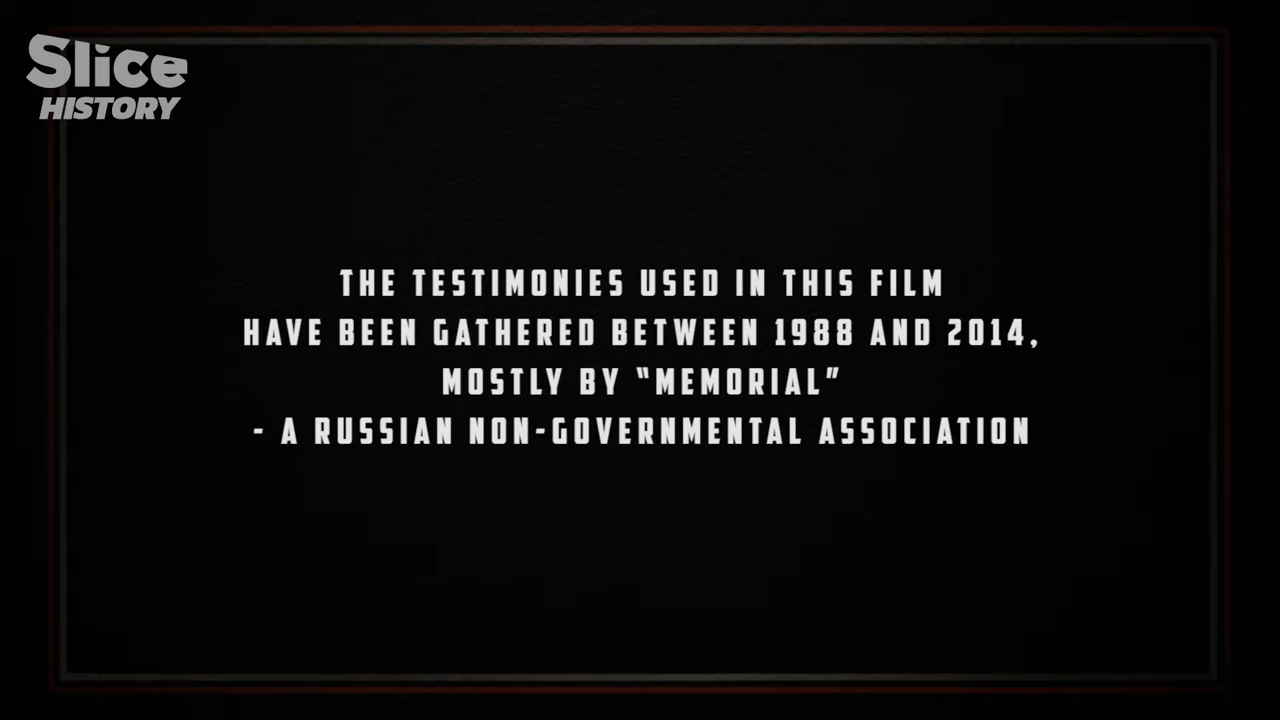 Slice
HISTORY
THE TESTIMONIES USED IN THIS FILM
HAVE BEEN GATHERED BETWEEN 1988 AND 2014,
MOSTLY BY “MEMORIAL”
- A RUSSIAN NON-GOVERNMENTAL ASSOCIATION